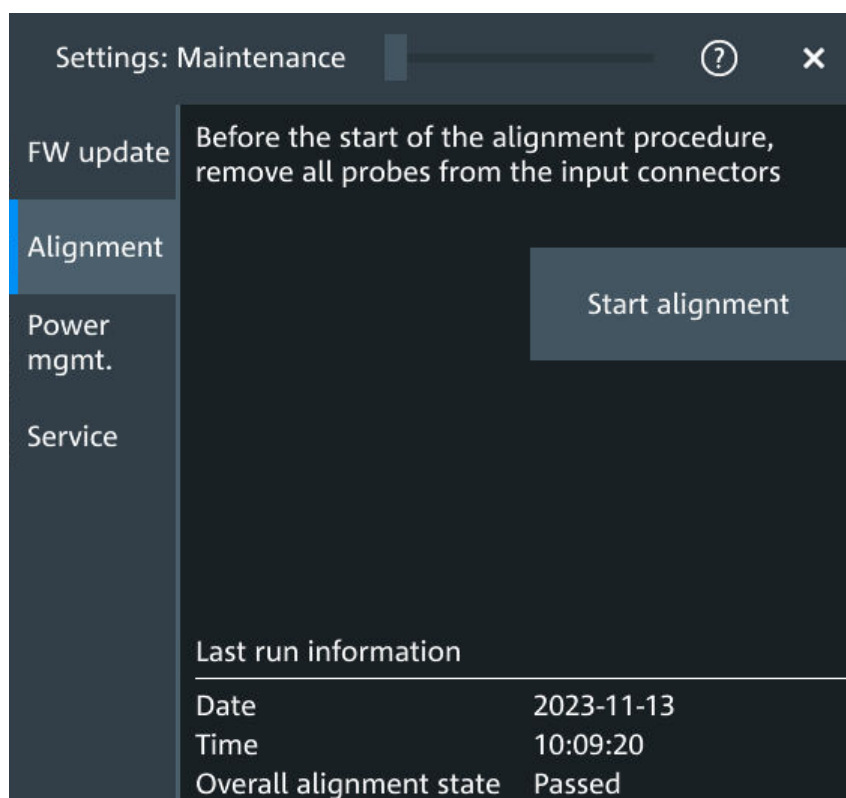 Settings: Maintenance
?
×
FW update
Alignment
Power
mgmt.
Service
Before the start of the alignment procedure,
remove all probes from the input connectors
Start alignment
Last run information
Date 2023-11-13
Time 10:09:20
Overall alignment state Passed